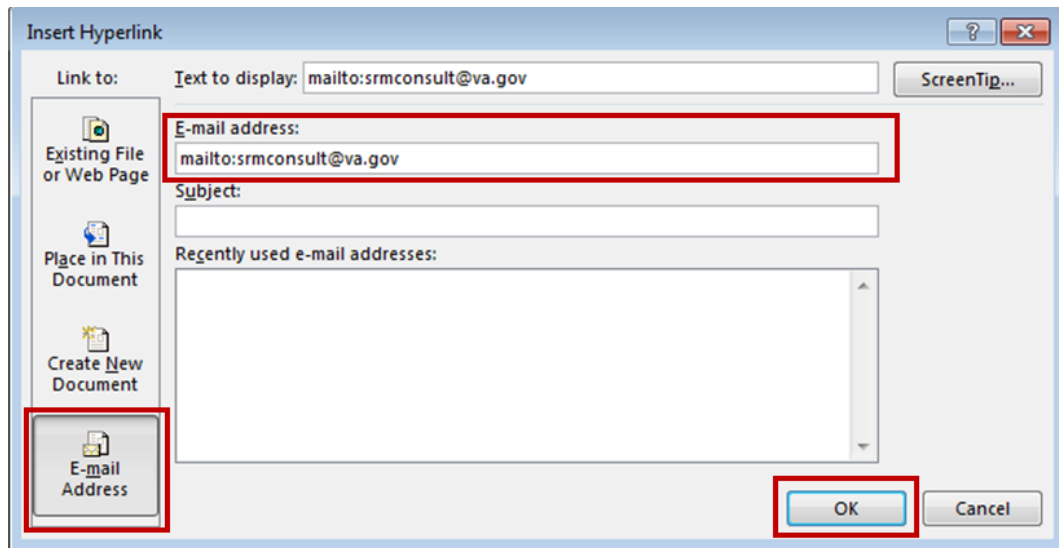 Insert Hyperlink
Link to:
Text to display: mailto:srmconsult@va.gov
ScreenTip...
Existing File
or Web Page
Place in This
Document
Create New
Document
E-mail
Address
E-mail address:
mailto:srmconsult@va.gov
Subject:
Recently used e-mail addresses:
OK
Cancel